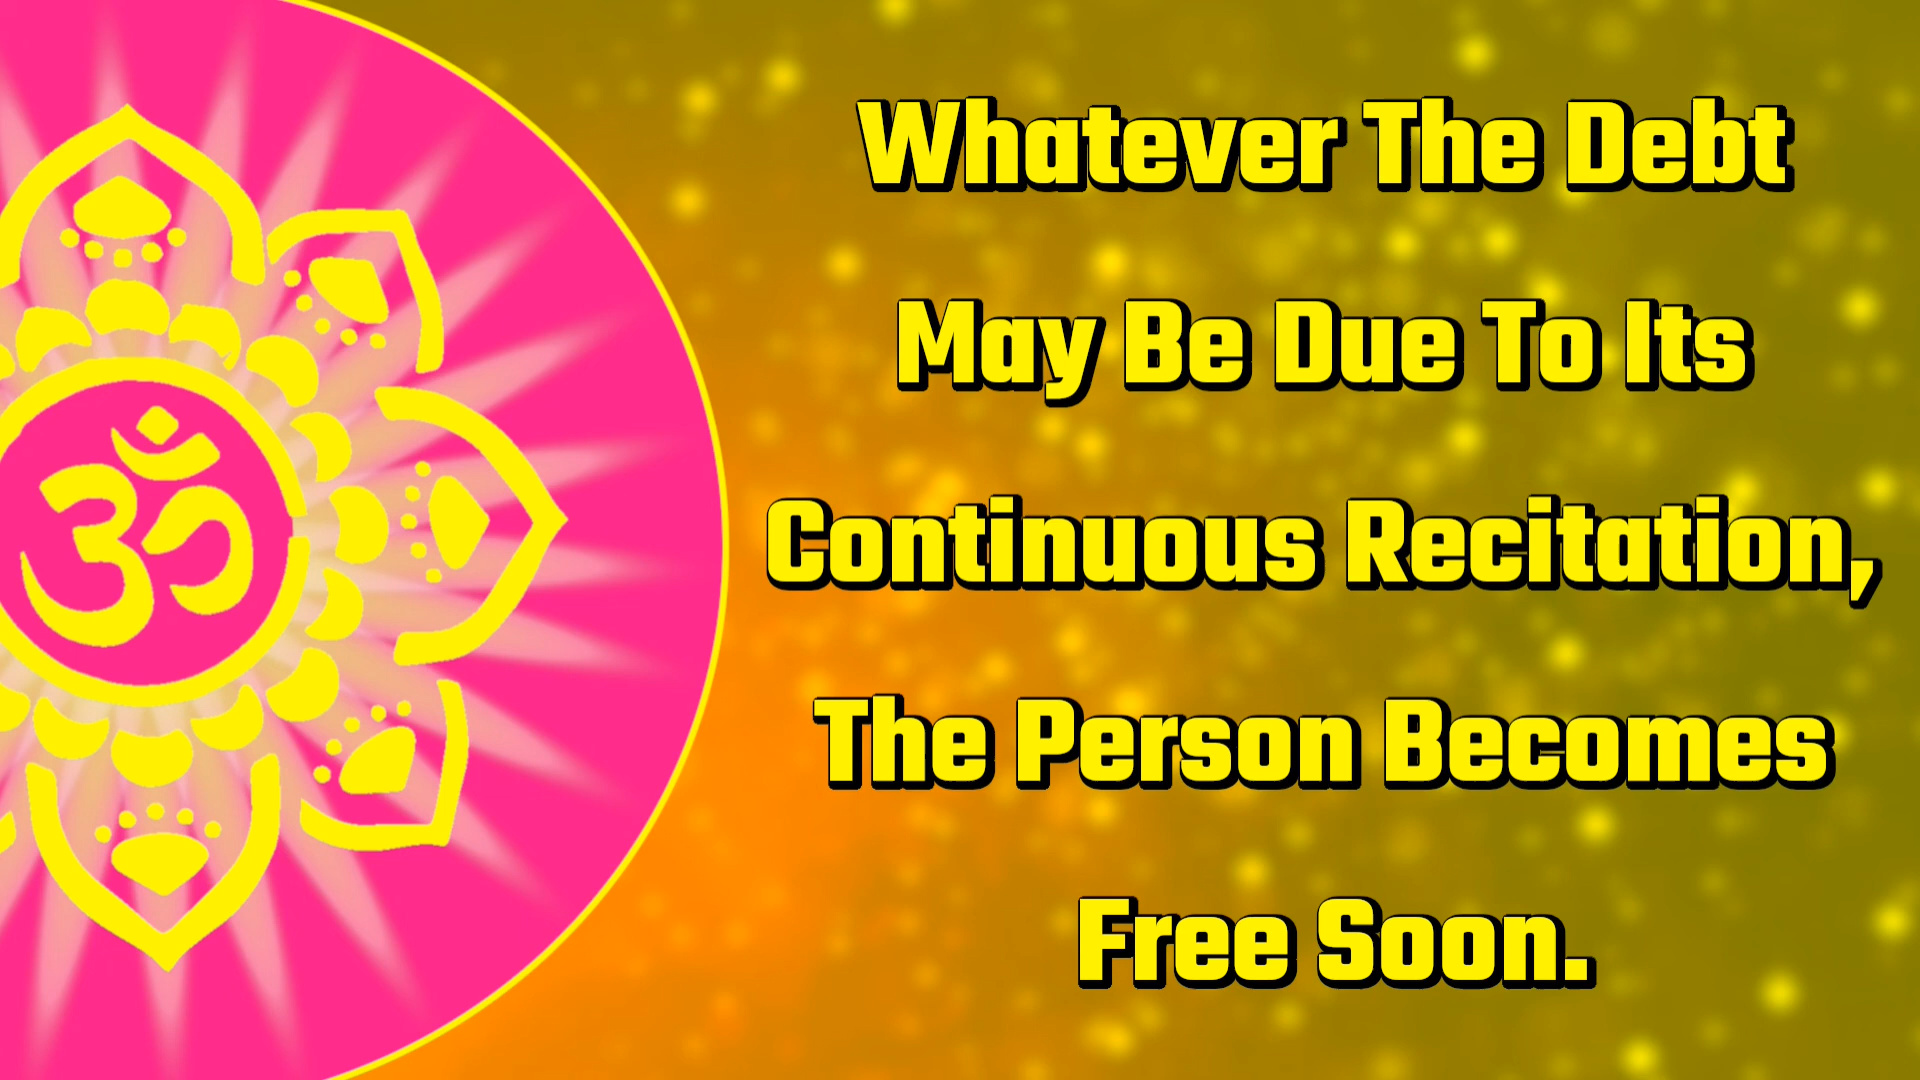 ॐ
Whatever The Debt
May Be Due To Its
Continuous Recitation,
The Person Becomes
Free Soon.